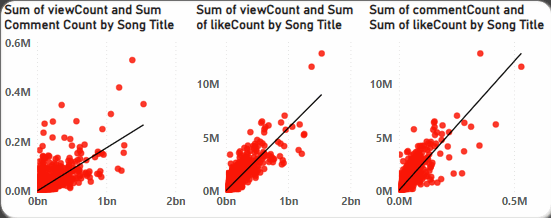 Sum of viewCount and Sum
Comment Count by Song Title
0.6M
0.4M
0.2M
0.0M
0bn
1bn
2bn
Sum of viewCount and Sum
of likeCount by Song Title
10M
5M
0M
0bn
1bn
2bn
Sum of commentCount and
Sum of likeCount by Song Title
10M
5M
0M
0.0M
0.5M